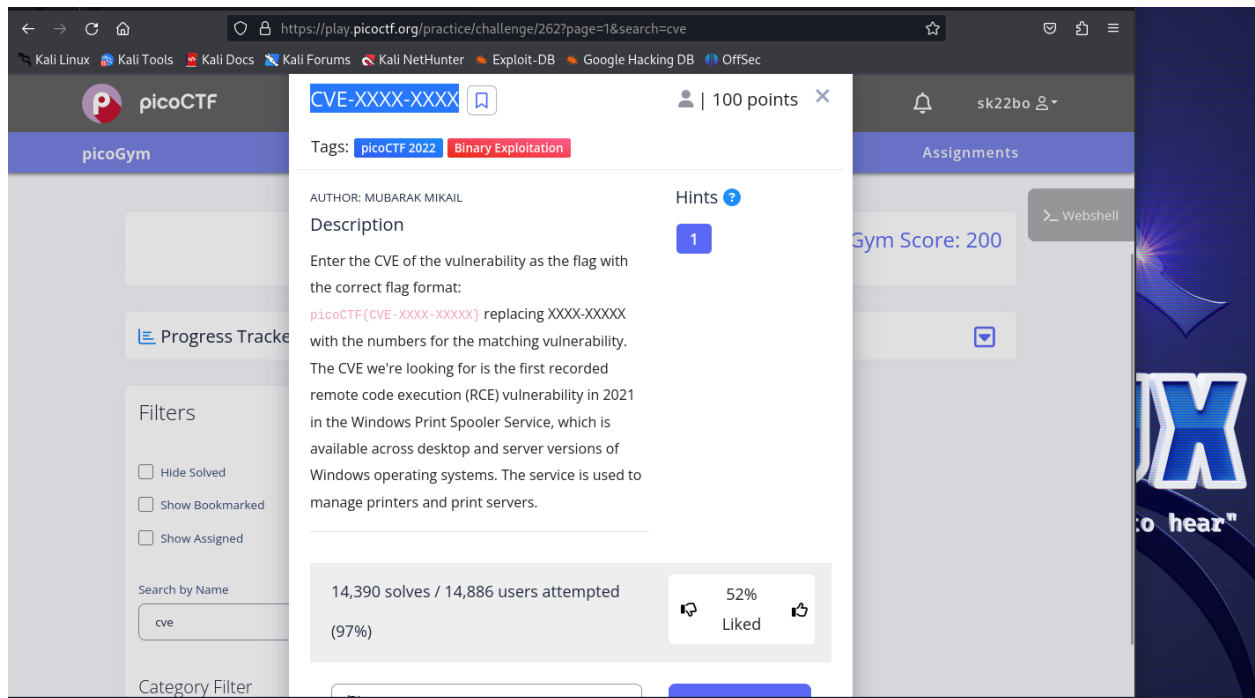 https://play.picoctf.org/practice/challenge/262?page=1&search=cve
Kali Linux Kali Tools Kali Docs Kali Forums Kali NetHunter Exploit-DB Google Hacking DB OffSec
picoCTF
CVE-XXXX-XXXX
| 100 points
sk22bo
picoGym
Tags: picoCTF 2022 Binary Exploitation
Assignments
AUTHOR: MUBARAK MIKAIL
Hints ?
Description
1
Webshell
Gym Score: 200
Enter the CVE of the vulnerability as the flag with
the correct flag format:
picoCTF{CVE-XXXX-XXXXX} replacing XXXX-XXXXX
with the numbers for the matching vulnerability.
The CVE we're looking for is the first recorded
remote code execution (RCE) vulnerability in 2021
in the Windows Print Spooler Service, which is
available across desktop and server versions of
Windows operating systems. The service is used to
manage printers and print servers.
Progress Tracke
Filters
Hide Solved
Show Bookmarked
Show Assigned
Search by Name
cve
Category Filter
14,390 solves / 14,886 users attempted
(97%)
52%
Liked
UX
to hear"